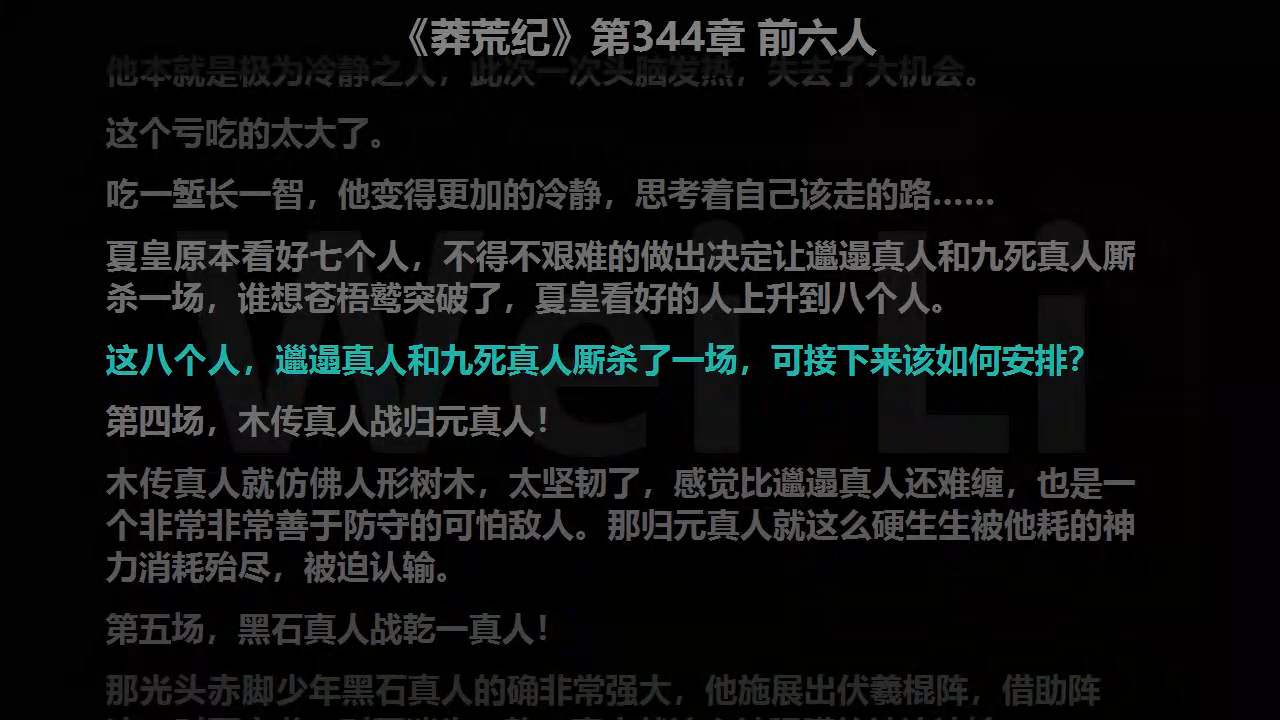 《莽荒纪》第344章 前六人
他本就是极为冷静之人，此次一次头脑发热，失去了大机会。
这个亏吃的太大了。
吃一堑长一智，他变得更加的冷静，思考着自己该走的路……
夏皇原本看好七个人，不得不艰难的做出决定让邋遢真人和九死真人厮
杀一场，谁想苍梧鹫突破了，夏皇看好的人上升到八个人。
这八个人，邋遢真人和九死真人厮杀了一场，可接下来该如何安排？
第四场，木传真人战归元真人！
木传真人就仿佛人形树木，太坚韧了，感觉比邋遢真人还难缠，也是一
个非常非常善于防守的可怕敌人。那归元真人就这么硬生生被他耗的神
力消耗殆尽，被迫认输。
第五场，黑石真人战乾一真人！
那光头赤脚少年黑石真人的确非常强大，他施展出伏羲棍阵，借助阵
Wei Li